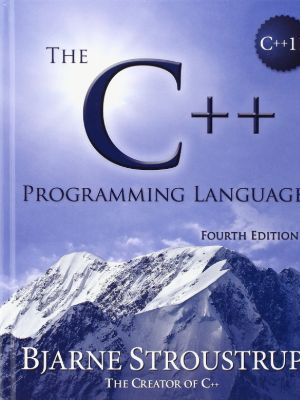 THE
C++
C++1
PROGRAMMING LANGUAGE
FOURTH EDITION
BJARNE STROUSTRUP
THE CREATOR OF C++